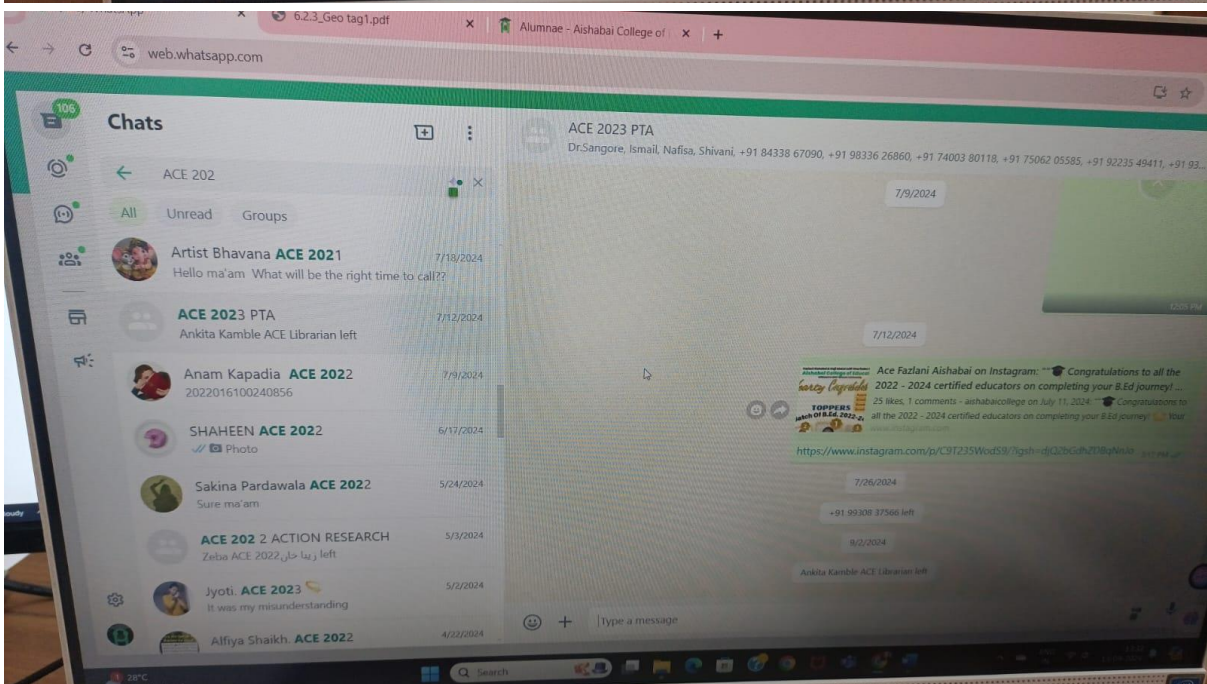 WhatsApp
6.2.3_Geo tag1.pdf
Alumnae - Aishabai College of
web.whatsapp.com
106
Chats
ACE 202
All Unread Groups
Artist Bhavana ACE 2021
7/18/2024
Hello ma'am What will be the right time to call??
ACE 2023 PTA
7/12/2024
Ankita Kamble ACE Librarian left
Anam Kapadia ACE 2022
7/9/2024
2022016100240856
SHAHEEN ACE 2022
6/17/2024
Photo
Sakina Pardawala ACE 2022
5/24/2024
Sure ma'am
ACE 202 2 ACTION RESEARCH
5/3/2024
Zeba ACE 2022زیبا خان left
Jyoti. ACE 2023
5/2/2024
It was my misunderstanding
Alfiya Shaikh. ACE 2022
4/22/2024
ACE 2023 PTA
Dr.Sangore, Ismail, Nafisa, Shivani, +91 84338 67090, +91 98336 26860, +91 74003 80118, +91 75062 05585, +91 92235 49411, +91 93...
7/9/2024
12:05 PM
7/12/2024
TOPPERS
Ace Fazlani Aishabai on Instagram: "🎓 Congratulations to all the
2022 - 2024 certified educators on completing your B.Ed journey! ...
25 likes, 1 comments - aishabaicollege on July 11, 2024: "🎓 Congratulations to
all the 2022 - 2024 certified educators on completing your B.Ed journey! Your
www.instagram.com
7/26/2024
+91 99308 37566 left
8/2/2024
Ankita Kamble ACE Librarian left
Type a message
28°C
Search